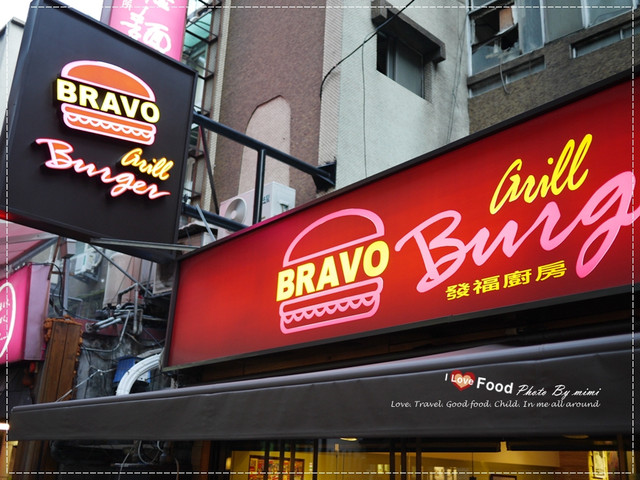 BRAVO
Grill
Burger
BRAVO
Grill
Burg
發福廚房
I Love Food Photo By mimi
Love. Travel. Good food. Child. In me all around